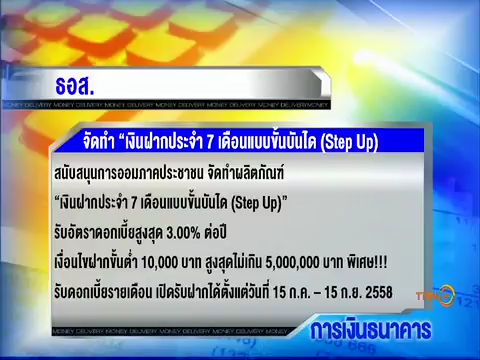 ธอส.
MONEY DELIVERY MONEY DELIVERY MONEY DELIVERY MONEY DELIVERY MONEY DELIVERY MONEY DELIVERY
จัดทำ “เงินฝากประจำ 7 เดือนแบบขั้นบันได (Step Up)
สนับสนุนการออมภาคประชาชน จัดทำผลิตภัณฑ์
“เงินฝากประจำ 7 เดือนแบบขั้นบันได (Step Up)”
รับอัตราดอกเบี้ยสูงสุด 3.00% ต่อปี
เงื่อนไขฝากขั้นต่ำ 10,000 บาท สูงสุดไม่เกิน 5,000,000 บาท พิเศษ!!!
รับดอกเบี้ยรายเดือน เปิดรับฝากได้ตั้งแต่วันที่ 15 ก.ค. – 15 ก.ย. 2558
การเงินธนาคาร